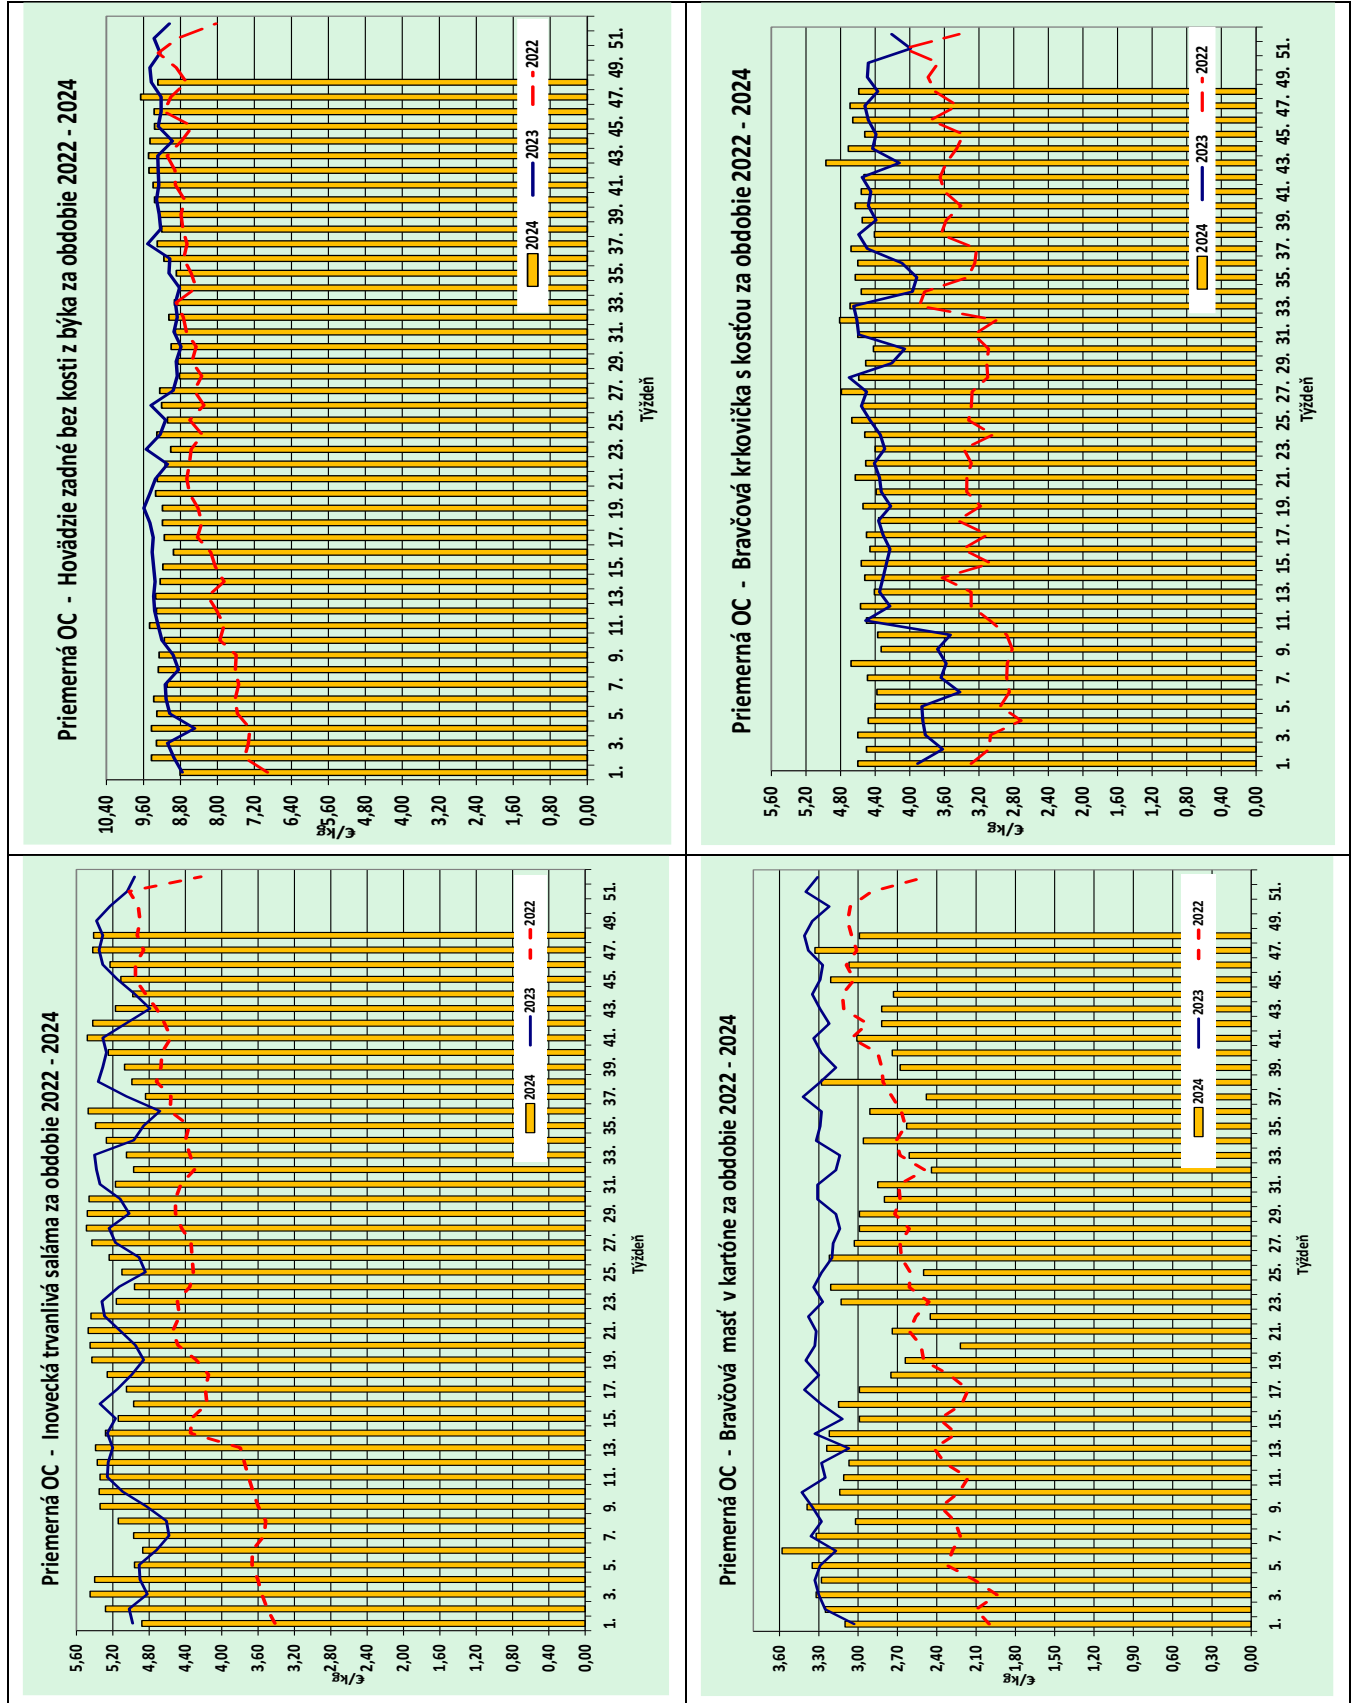 Priemerná OC - Inovecká trvanlivá saláma za obdobie 2022 - 2024
€/kg
5,60
5,20
4,80
4,40
4,00
3,60
3,20
2,80
2,40
2,00
1,60
1,20
0,80
0,40
0,00
1. 3. 5. 7. 9. 11. 13. 15. 17. 19. 21. 23. 25. 27. 29. 31. 33. 35. 37. 39. 41. 43. 45. 47. 49. 51.
Týždeň
2024 2023 2022
Priemerná OC - Hovädzie zadné bez kosti z býka za obdobie 2022 - 2024
€/kg
10,40
9,60
8,80
8,00
7,20
6,40
5,60
4,80
4,00
3,20
2,40
1,60
0,80
0,00
1. 3. 5. 7. 9. 11. 13. 15. 17. 19. 21. 23. 25. 27. 29. 31. 33. 35. 37. 39. 41. 43. 45. 47. 49. 51.
Týždeň
2024 2023 2022
Priemerná OC - Bravčová masť v kartóne za obdobie 2022 - 2024
€/kg
3,60
3,30
3,00
2,70
2,40
2,10
1,80
1,50
1,20
0,90
0,60
0,30
0,00
1. 3. 5. 7. 9. 11. 13. 15. 17. 19. 21. 23. 25. 27. 29. 31. 33. 35. 37. 39. 41. 43. 45. 47. 49. 51.
Týždeň
2024 2023 2022
Priemerná OC - Bravčová krkovička s kosťou za obdobie 2022 - 2024
€/kg
5,60
5,20
4,80
4,40
4,00
3,60
3,20
2,80
2,40
2,00
1,60
1,20
0,80
0,40
0,00
1. 3. 5. 7. 9. 11. 13. 15. 17. 19. 21. 23. 25. 27. 29. 31. 33. 35. 37. 39. 41. 43. 45. 47. 49. 51.
Týždeň
2024 2023 2022